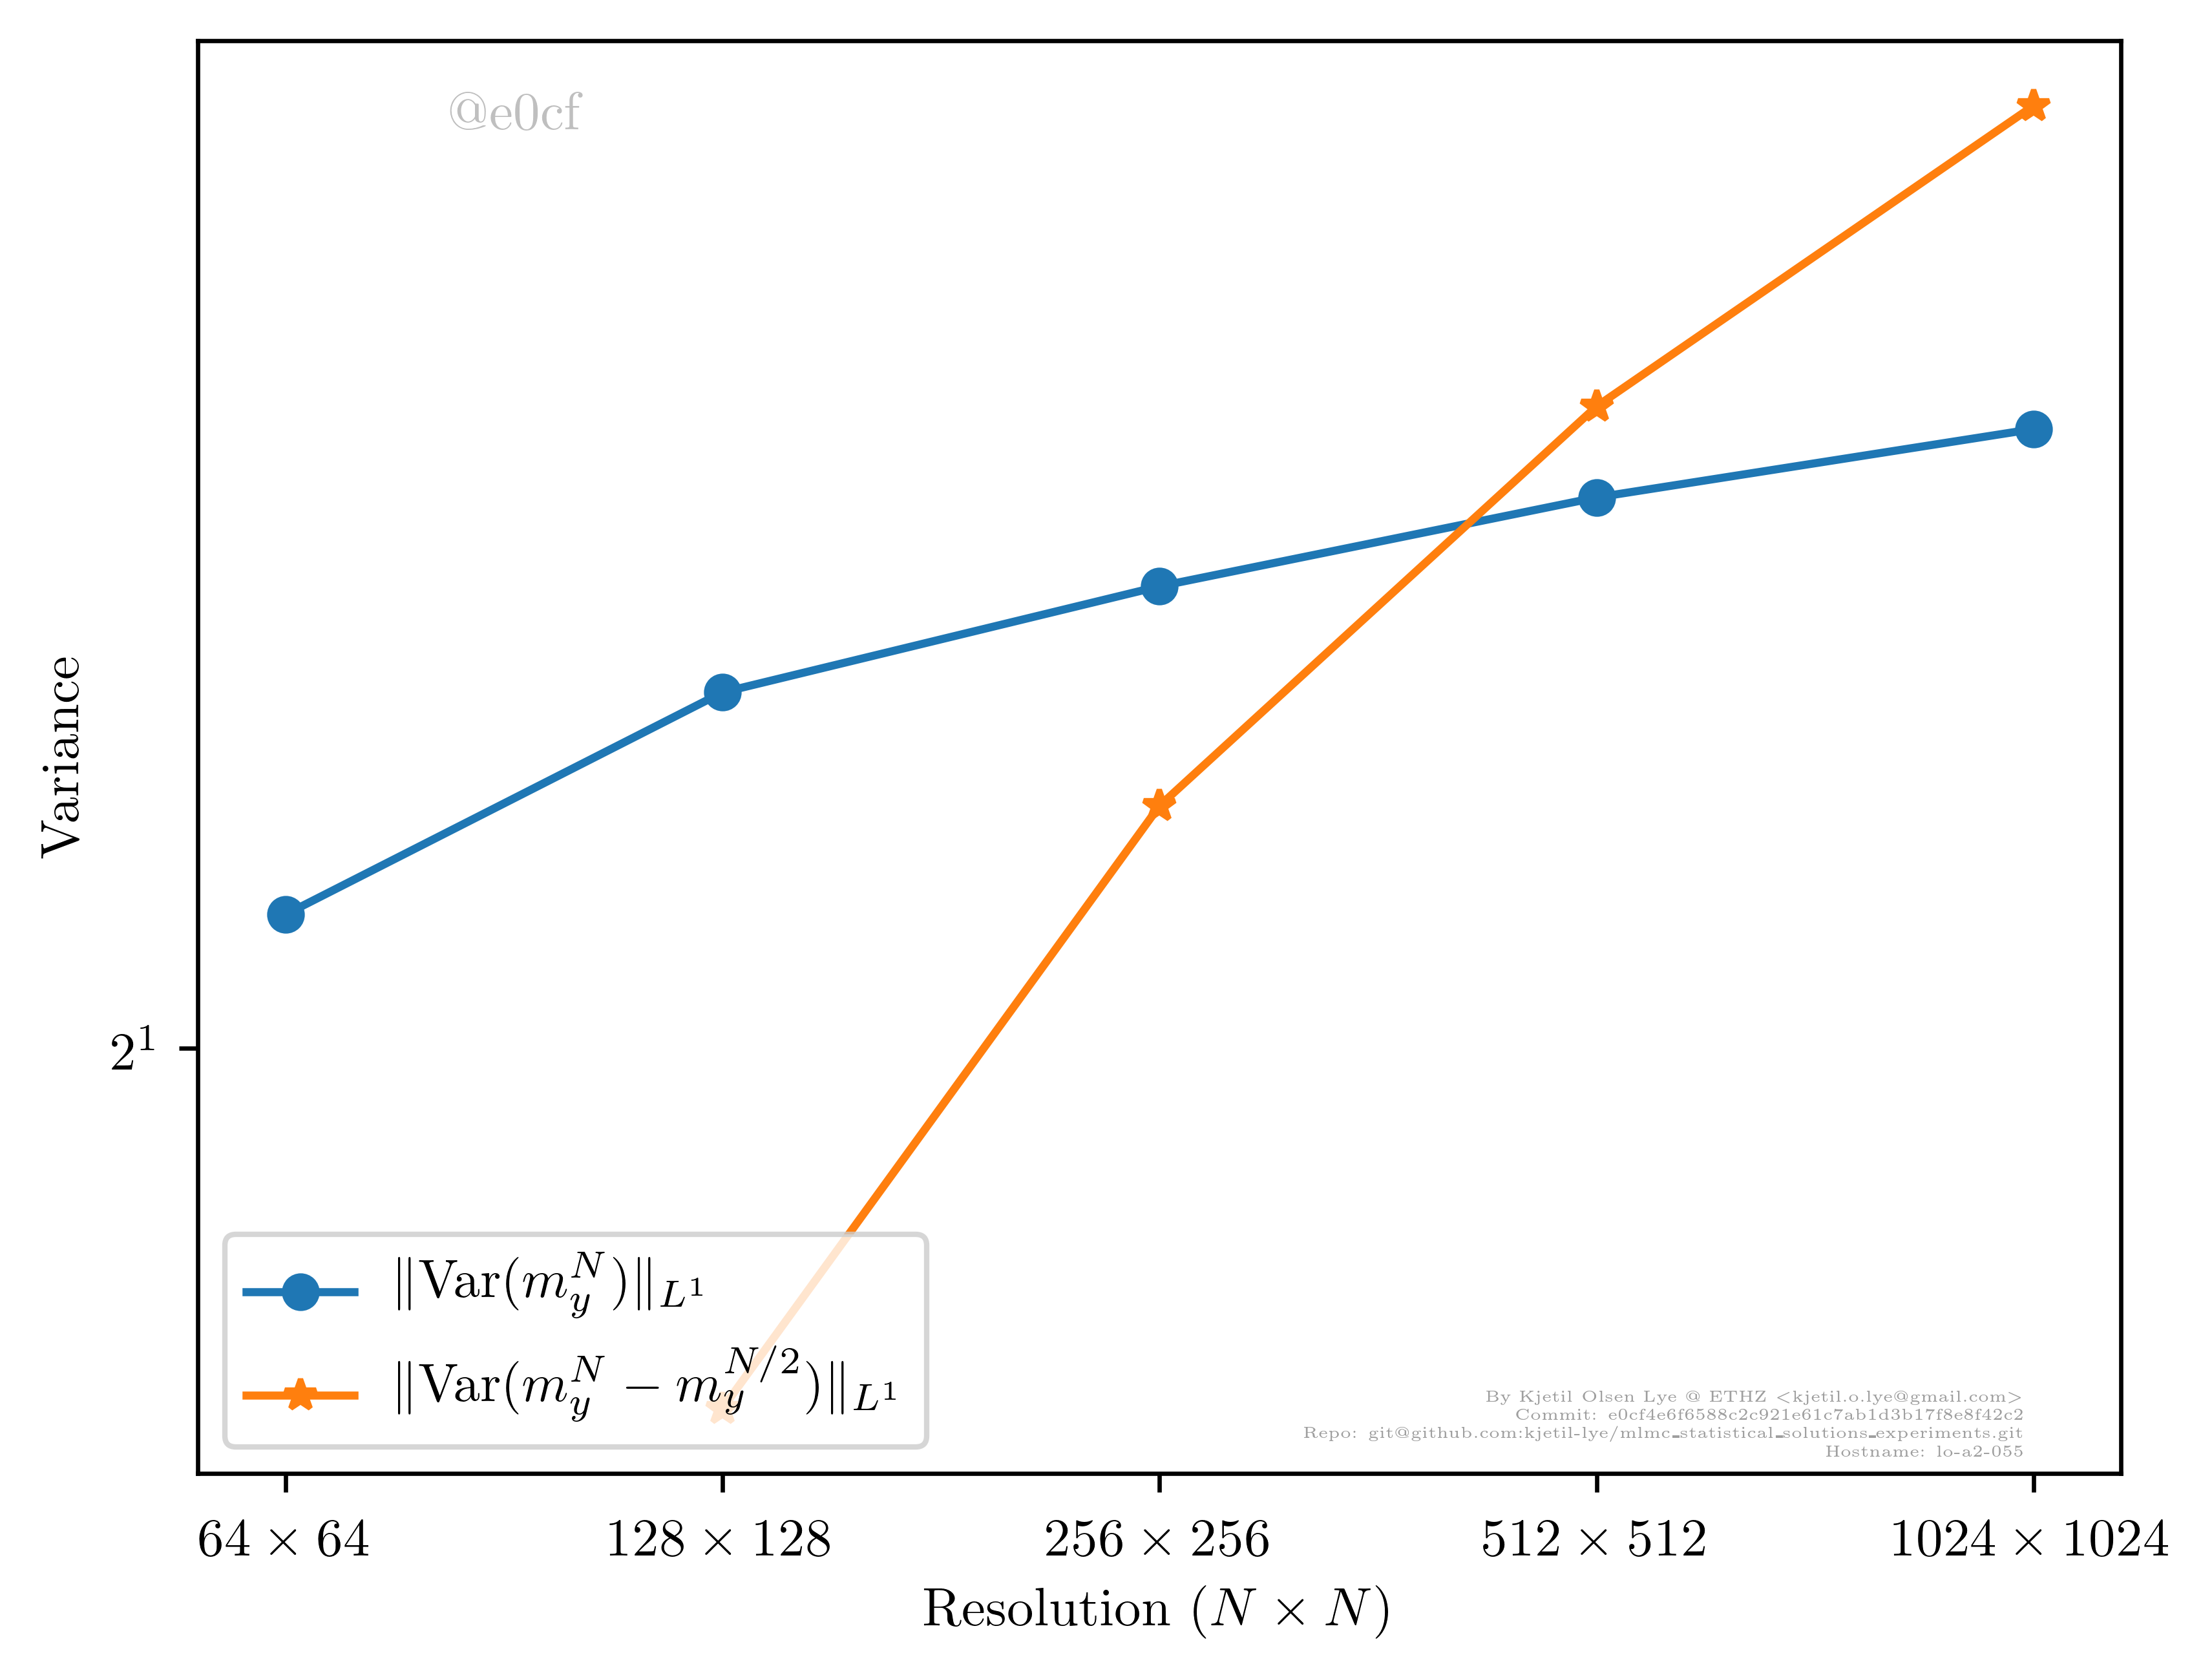 @e0cf
Variance
2¹
‖Var(m_y^N)‖_{L^1}
‖Var(m_y^N − m_y^{N/2})‖_{L^1}
By Kjetil Olsen Lye @ ETHZ <kjetil.o.lye@gmail.com>
Commit: e0cf4e6f6588c2c921e61c7ab1d3b17f8e8f42c2
Repo: git@github.com:kjetil-lye/mlmc_statistical_solutions_experiments.git
Hostname: lo-a2-055
64 × 64 128 × 128 256 × 256 512 × 512 1024 × 1024
Resolution (N × N)